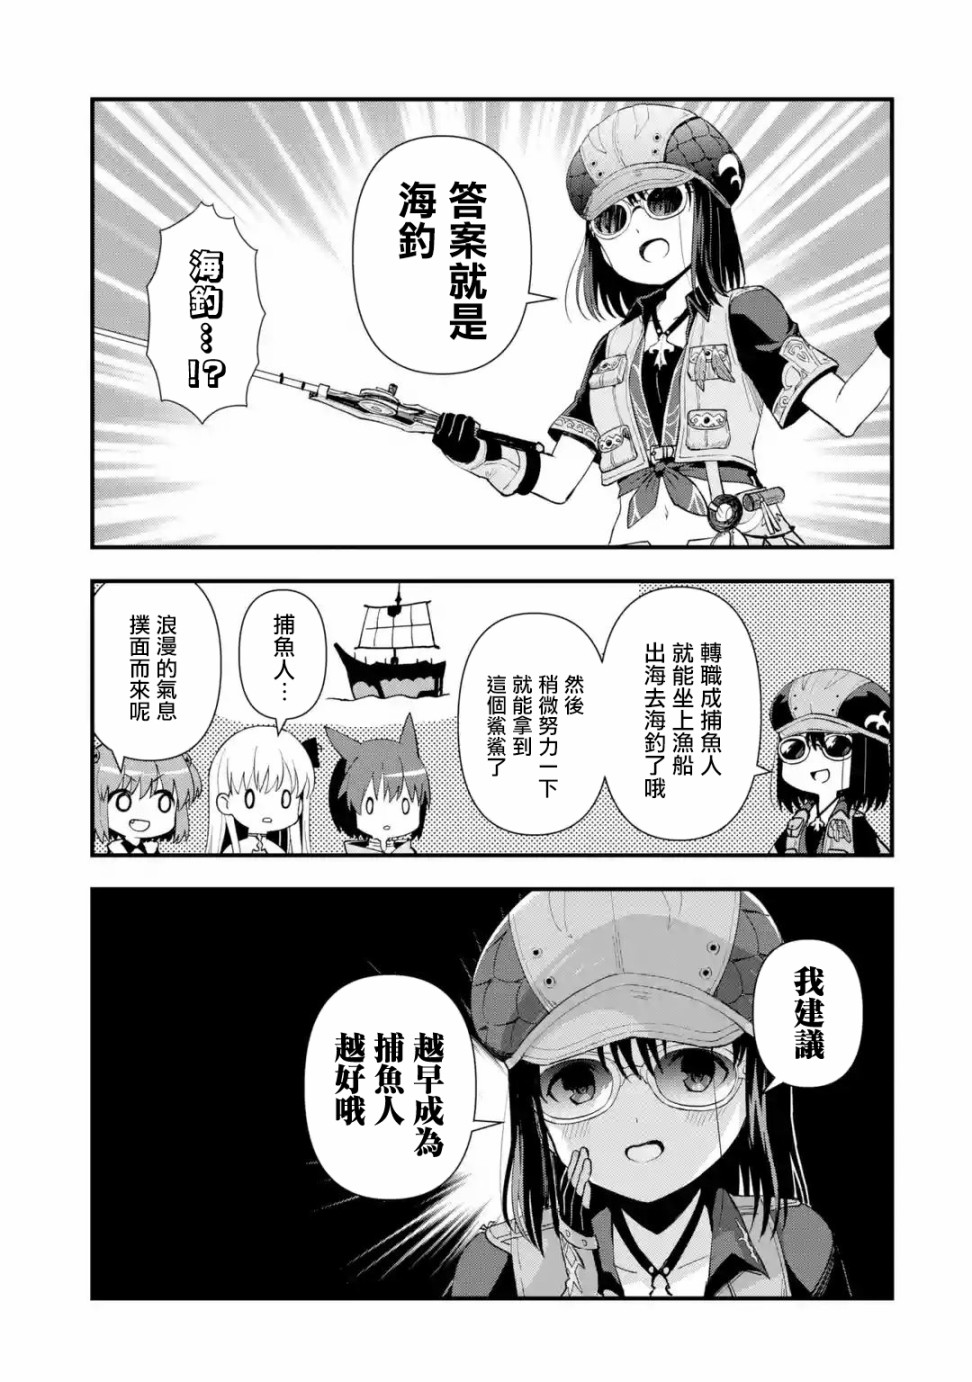 答案就是
海釣
海釣…!?
轉職成捕魚人
就能坐上漁船
出海去海釣了哦
然後
稍微努力一下
就能拿到
這個鯊鯊了
捕魚人…
浪漫的氣息
撲面而來呢
我建議
越早成為
捕魚人
越好哦